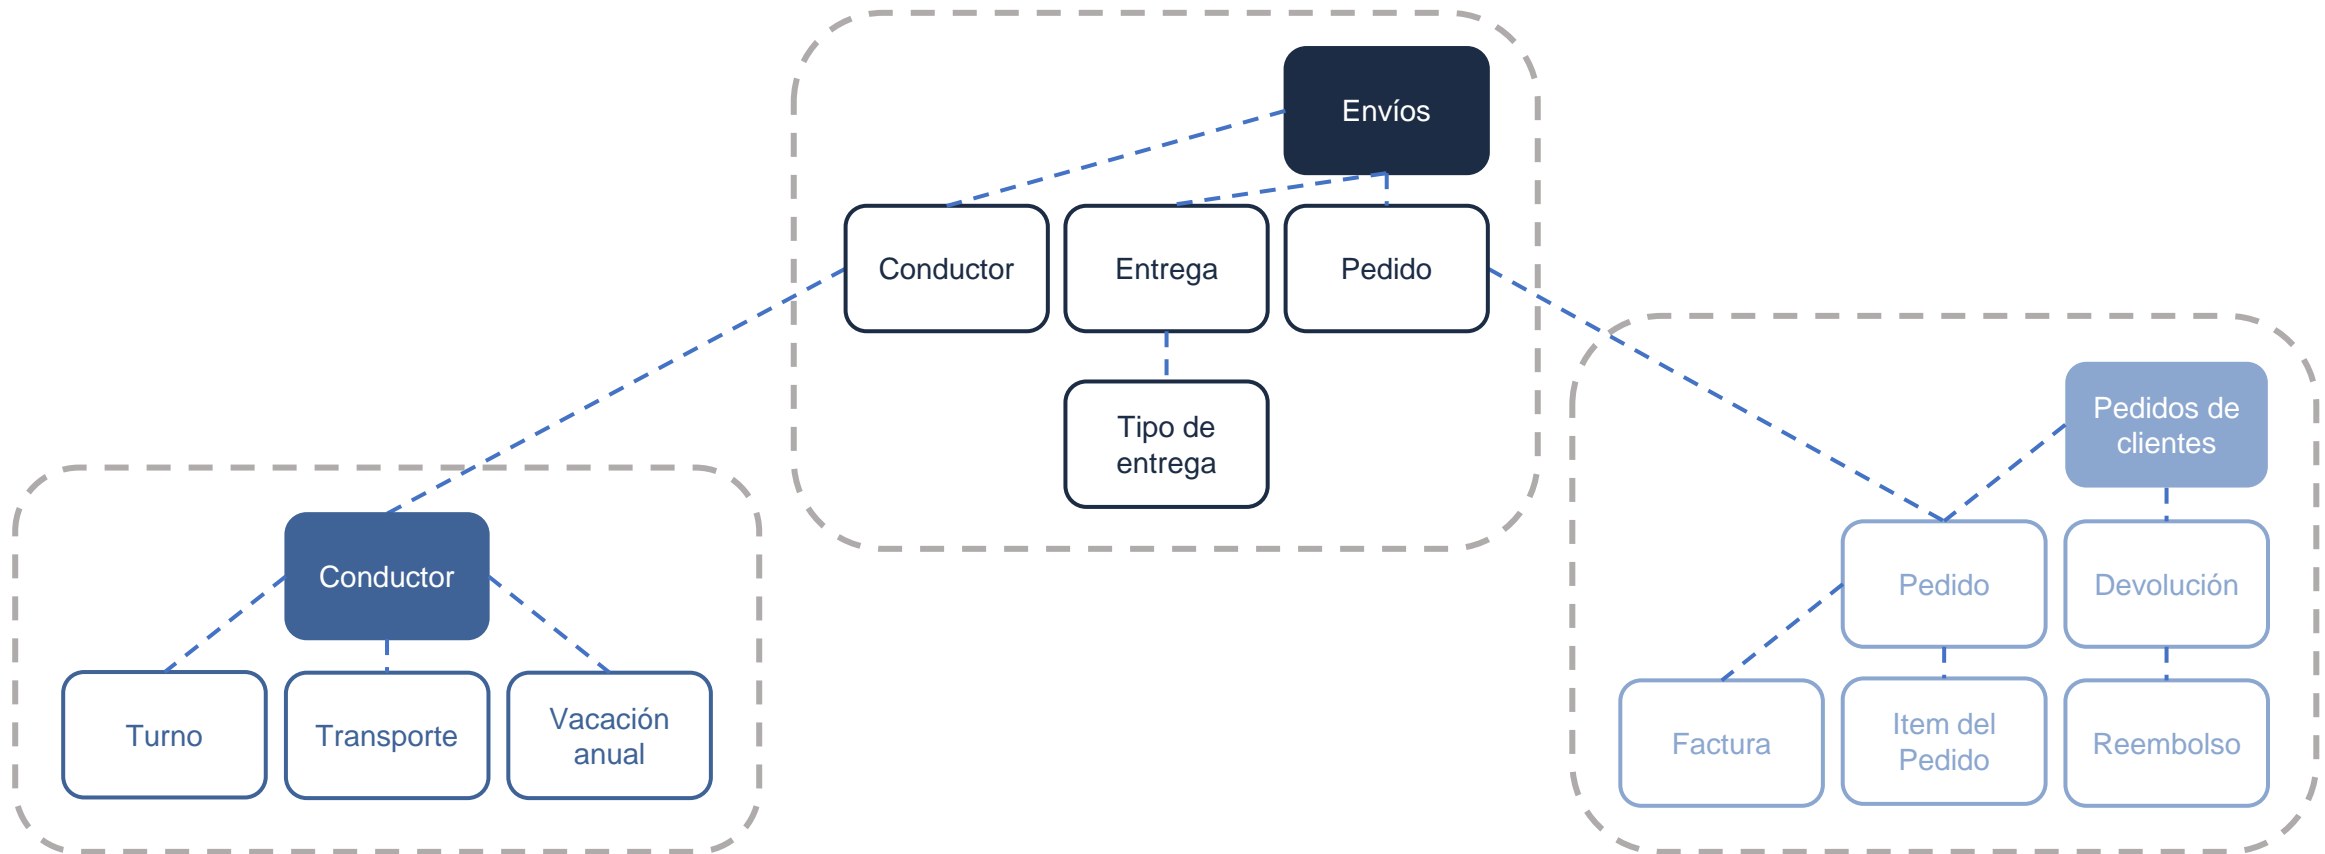 Envíos
Conductor
Entrega
Pedido
Tipo de
entrega
Conductor
Turno
Transporte
Vacación
anual
Pedidos de
clientes
Pedido
Devolución
Factura
Item del
Pedido
Reembolso